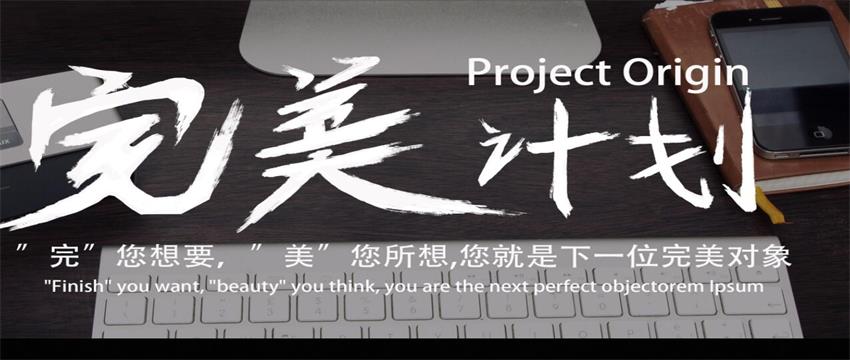 Project Origin
完美计划
”完”您想要，”美”您所想,您就是下一位完美对象
"Finish" you want, "beauty" you think, you are the next perfect objectorem Ipsum